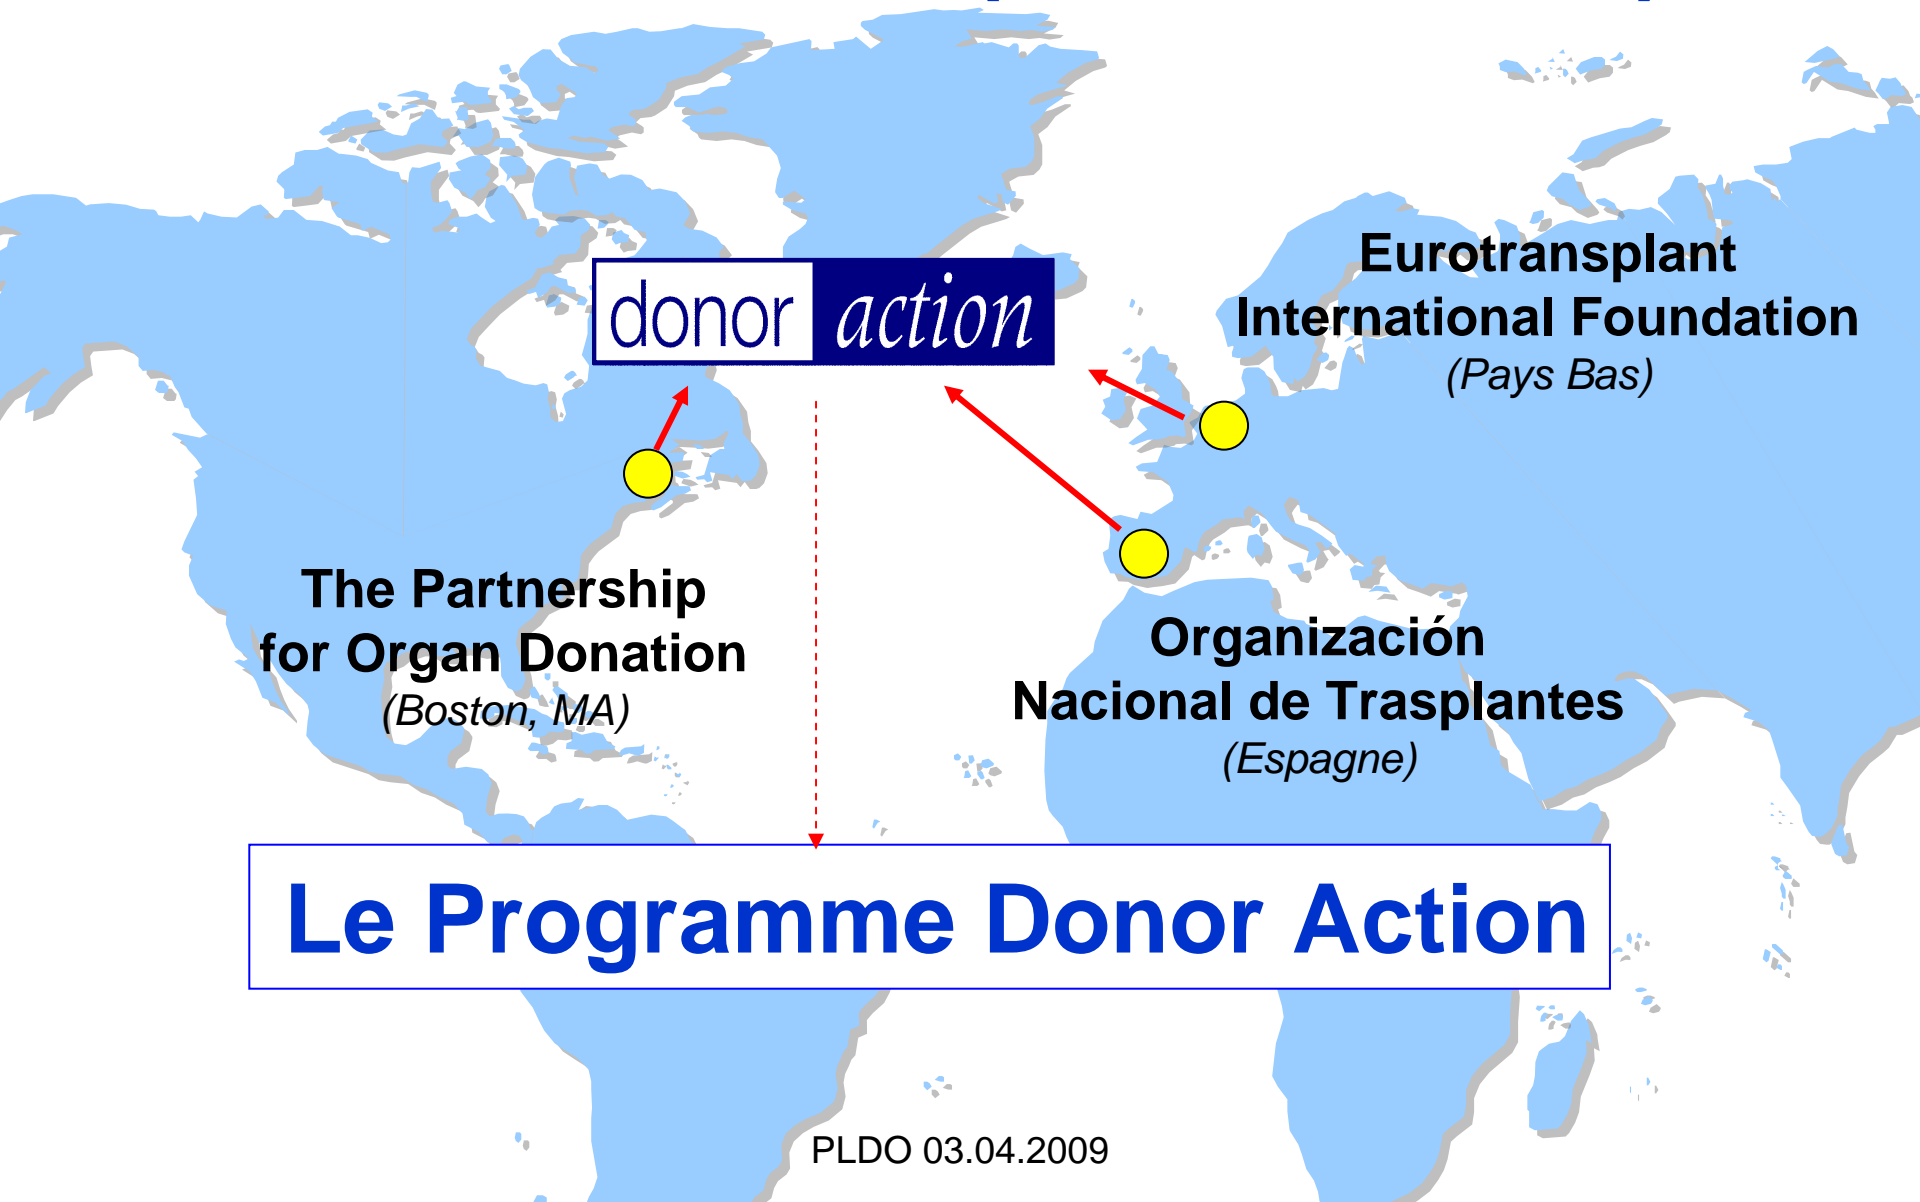 Eurotransplant
International Foundation
(Pays Bas)
donor action
The Partnership
for Organ Donation
(Boston, MA)
Organización
Nacional de Trasplantes
(Espagne)
Le Programme Donor Action
PLDO 03.04.2009